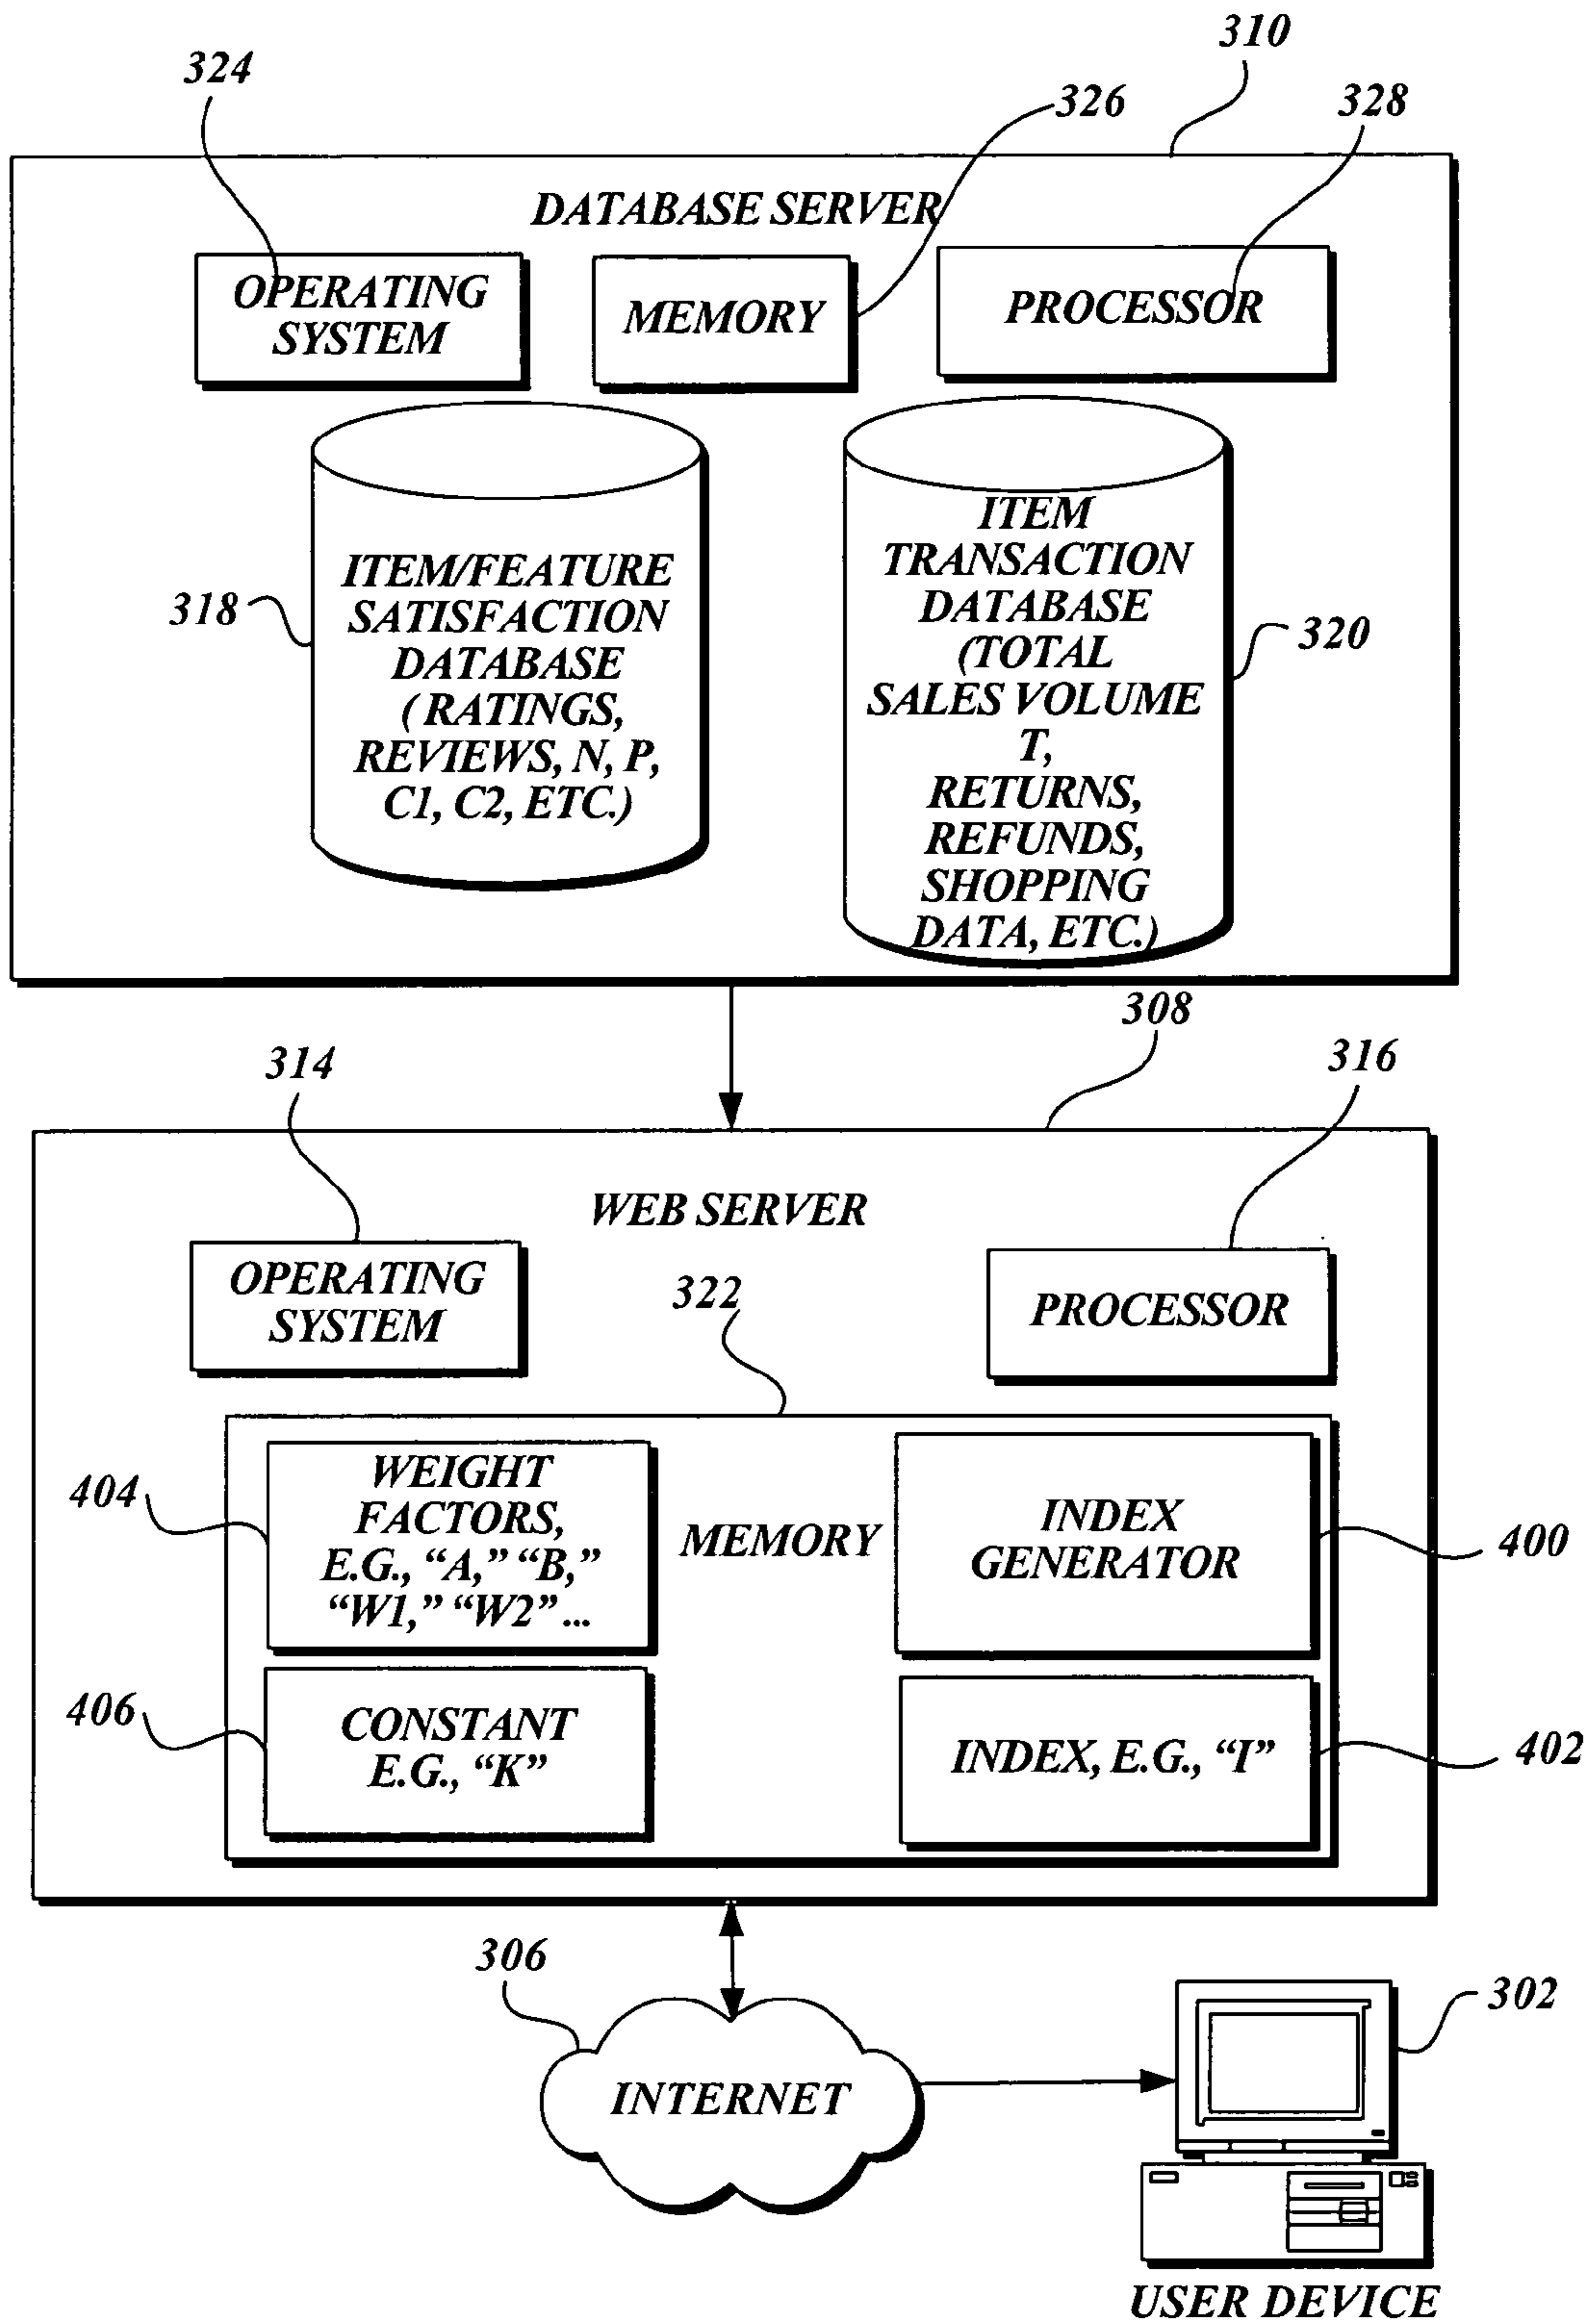 310
324
326
328
DATABASE SERVER
OPERATING
SYSTEM
MEMORY
PROCESSOR
318
ITEM/FEATURE
SATISFACTION
DATABASE
( RATINGS,
REVIEWS, N, P,
C1, C2, ETC.)
ITEM
TRANSACTION
DATABASE
(TOTAL
SALES VOLUME
T,
RETURNS,
REFUNDS,
SHOPPING
DATA, ETC.)
320
308
314
316
WEB SERVER
OPERATING
SYSTEM
322
PROCESSOR
404
WEIGHT
FACTORS,
E.G., “A,” “B,”
“W1,” “W2” ...
MEMORY
INDEX
GENERATOR
400
406
CONSTANT
E.G., “K”
INDEX, E.G., “I”
402
306
INTERNET
302
USER DEVICE